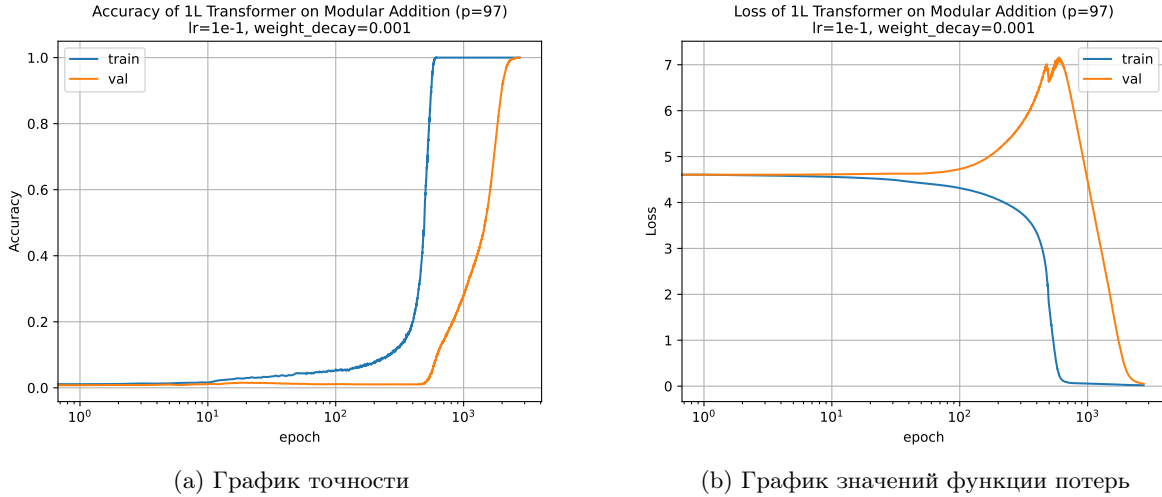 Accuracy of 1L Transformer on Modular Addition (p=97)
lr=1e-1, weight_decay=0.001
train
val
1.0
0.8
0.6
0.4
0.2
0.0
Accuracy
10^0
10^1
10^2
10^3
epoch
(a) График точности
Loss of 1L Transformer on Modular Addition (p=97)
lr=1e-1, weight_decay=0.001
train
val
7
6
5
4
3
2
1
0
Loss
10^0
10^1
10^2
10^3
epoch
(b) График значений функции потерь